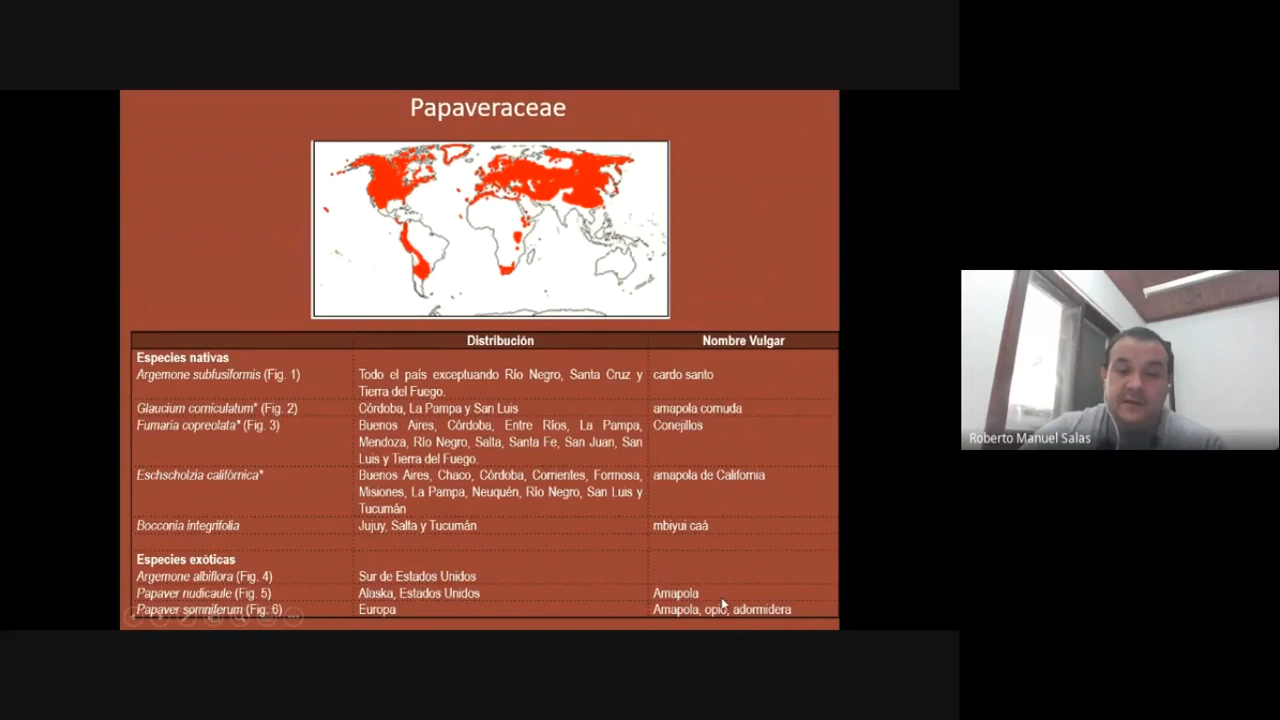 Papaveraceae
Distribución Nombre Vulgar
Especies nativas
Argemone subfusiformis (Fig. 1) Todo el país exceptuando Río Negro, Santa Cruz y cardo santo
Tierra del Fuego.
Glaucium corniculatum* (Fig. 2) Córdoba, La Pampa y San Luis amapola cornuda
Fumaria copreolata* (Fig. 3) Buenos Aires, Córdoba, Entre Ríos, La Pampa, Conejillos
Mendoza, Río Negro, Salta, Santa Fe, San Juan, San
Luis y Tierra del Fuego
Eschscholzia califórnica* Buenos Aires, Chaco, Córdoba, Corrientes, Formosa, amapola de California
Misiones, La Pampa, Neuquén, Río Negro, San Luis y
Tucumán
Bocconia integrifolia Jujuy, Salta y Tucumán mbiyui caá
Especies exóticas
Argemone albiflora (Fig. 4) Sur de Estados Unidos
Papaver nudicaule (Fig. 5) Alaska, Estados Unidos Amapola
Papaver somniferum (Fig. 6) Europa Amapola, opio, adormidera
Roberto Manuel Salas